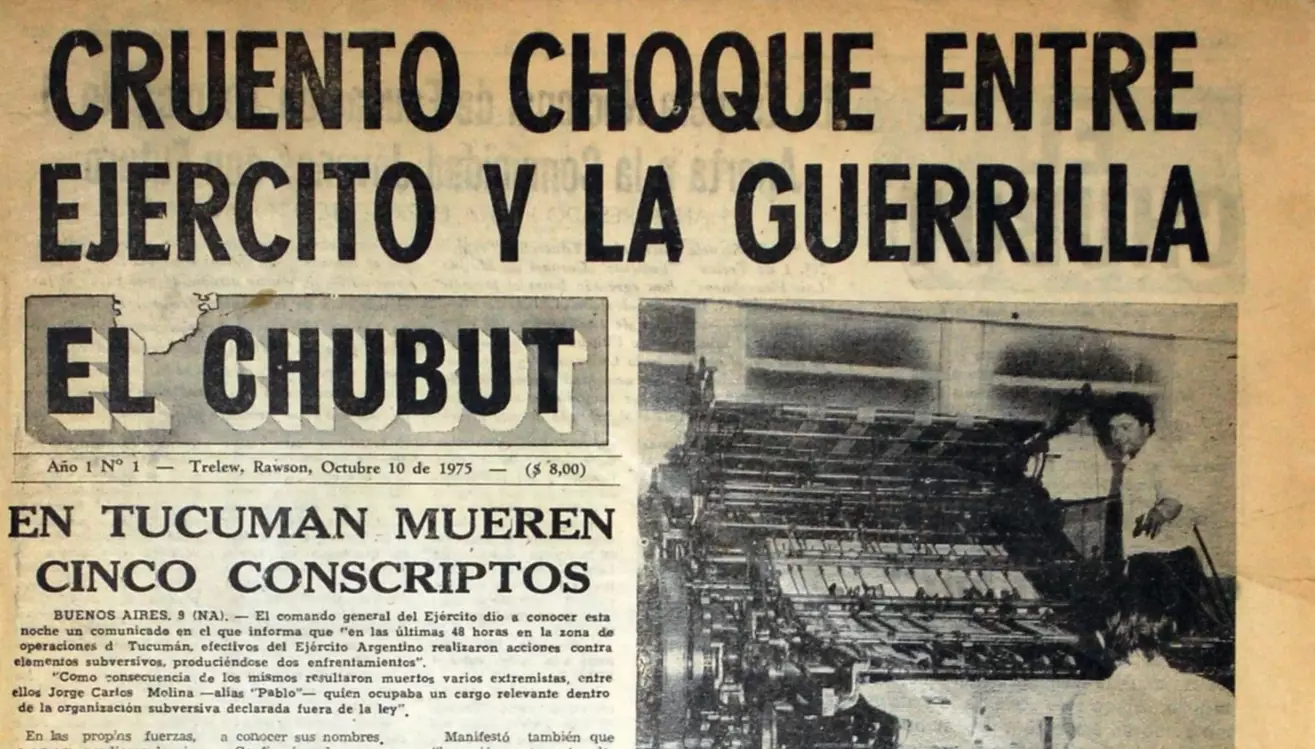 CRUENTO CHOQUE ENTRE
EJERCITO Y LA GUERRILLA
EL CHUBUT
Año 1 Nº 1 — Trelew, Rawson, Octubre 10 de 1975 — ($ 8,00)
EN TUCUMAN MUEREN
CINCO CONSCRIPTOS
BUENOS AIRES, 9 (NA). — El comando general del Ejército dio a conocer esta
noche un comunicado en el que informa que "en las últimas 48 horas en la zona de
operaciones d Tucumán, efectivos del Ejército Argentino realizaron acciones contra
elementos subversivos, produciéndose dos enfrentamientos".
"Como consecuencia de los mismos resultaron muertos varios extremistas, entre
ellos Jorge Carlos Molina —alias "Pablo"— quien ocupaba un cargo relevante dentro
de la organización subversiva declarada fuera de la ley".
En las propias fuerzas,
a conocer sus nombres.
Manifestó también que